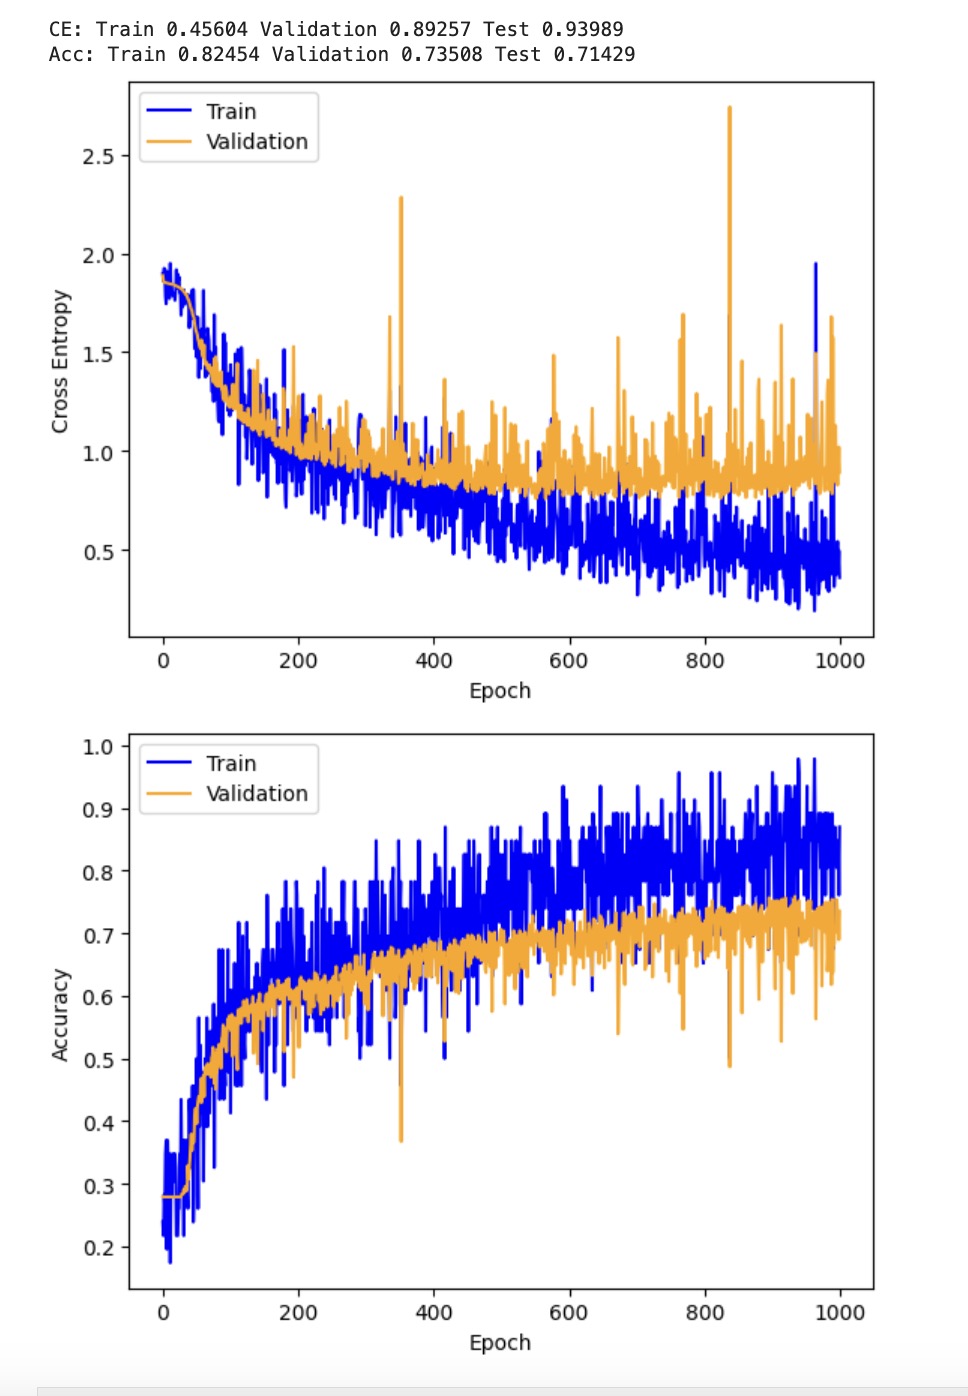 CE: Train 0.45604 Validation 0.89257 Test 0.93989
Acc: Train 0.82454 Validation 0.73508 Test 0.71429
Train
Validation
2.5
2.0
1.5
1.0
0.5
Cross Entropy
0 200 400 600 800 1000
Epoch
Train
Validation
1.0
0.9
0.8
0.7
0.6
0.5
0.4
0.3
0.2
Accuracy
0 200 400 600 800 1000
Epoch